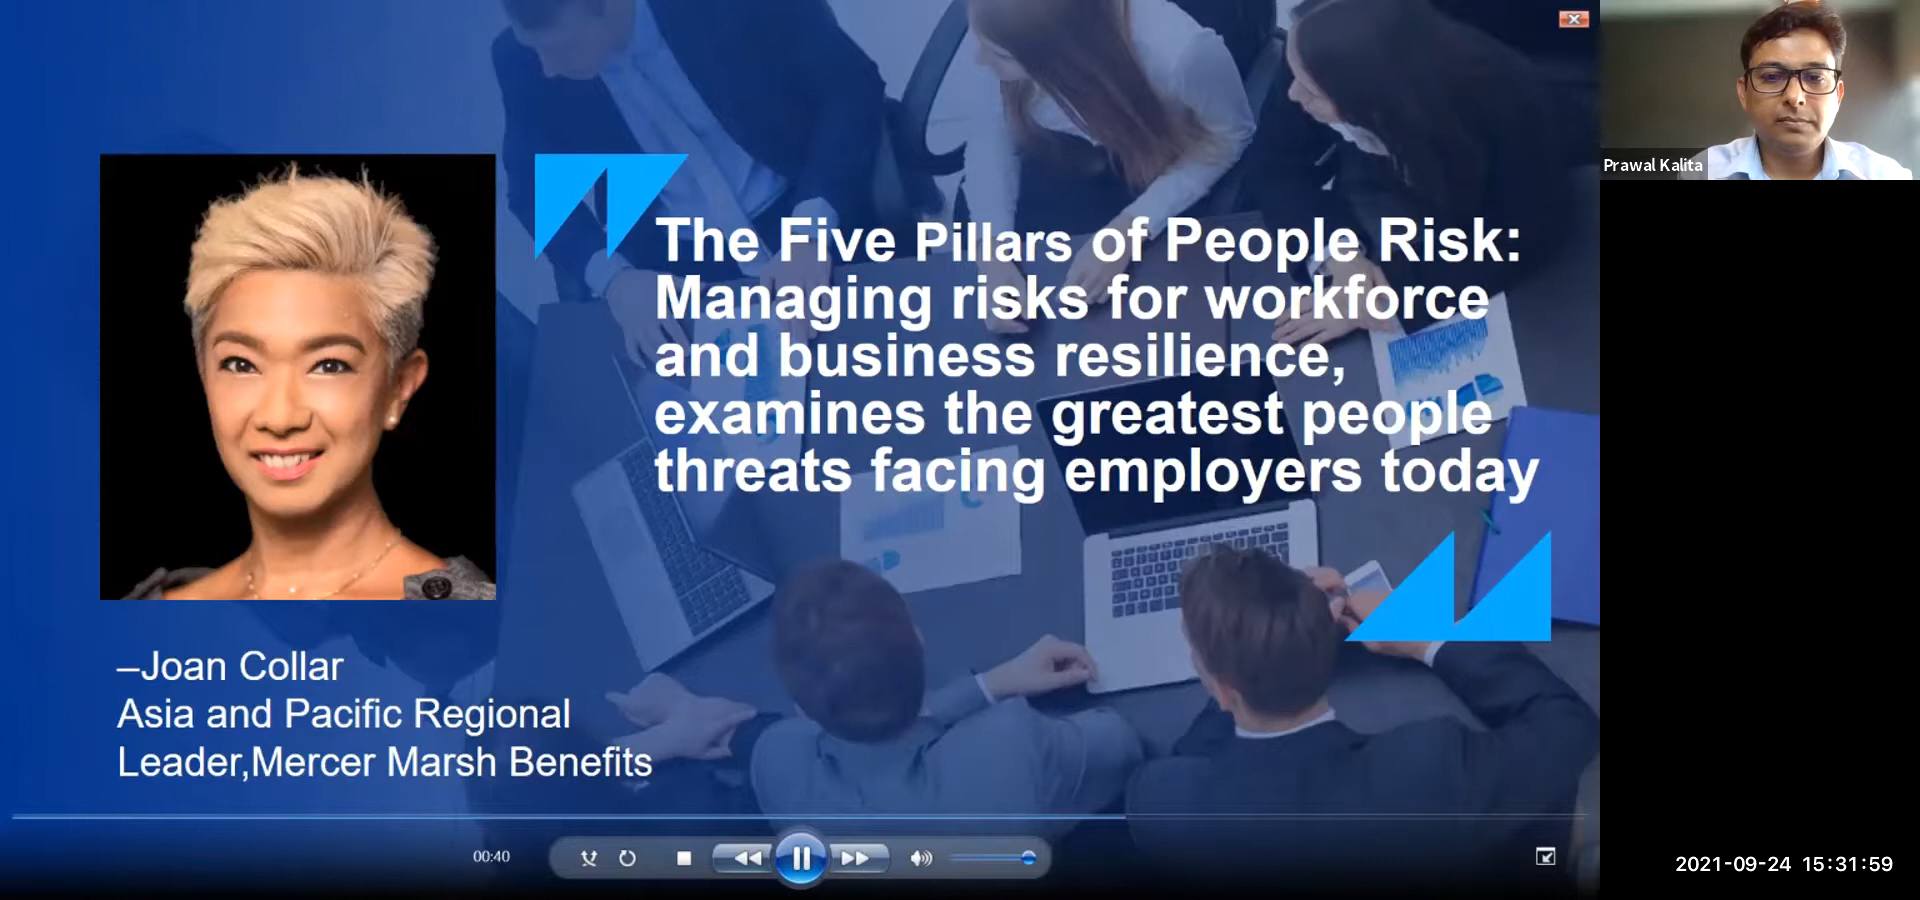 The Five Pillars of People Risk:
Managing risks for workforce
and business resilience,
examines the greatest people
threats facing employers today
–Joan Collar
Asia and Pacific Regional
Leader,Mercer Marsh Benefits
00:40
Prawal Kalita
2021-09-24 15:31:59